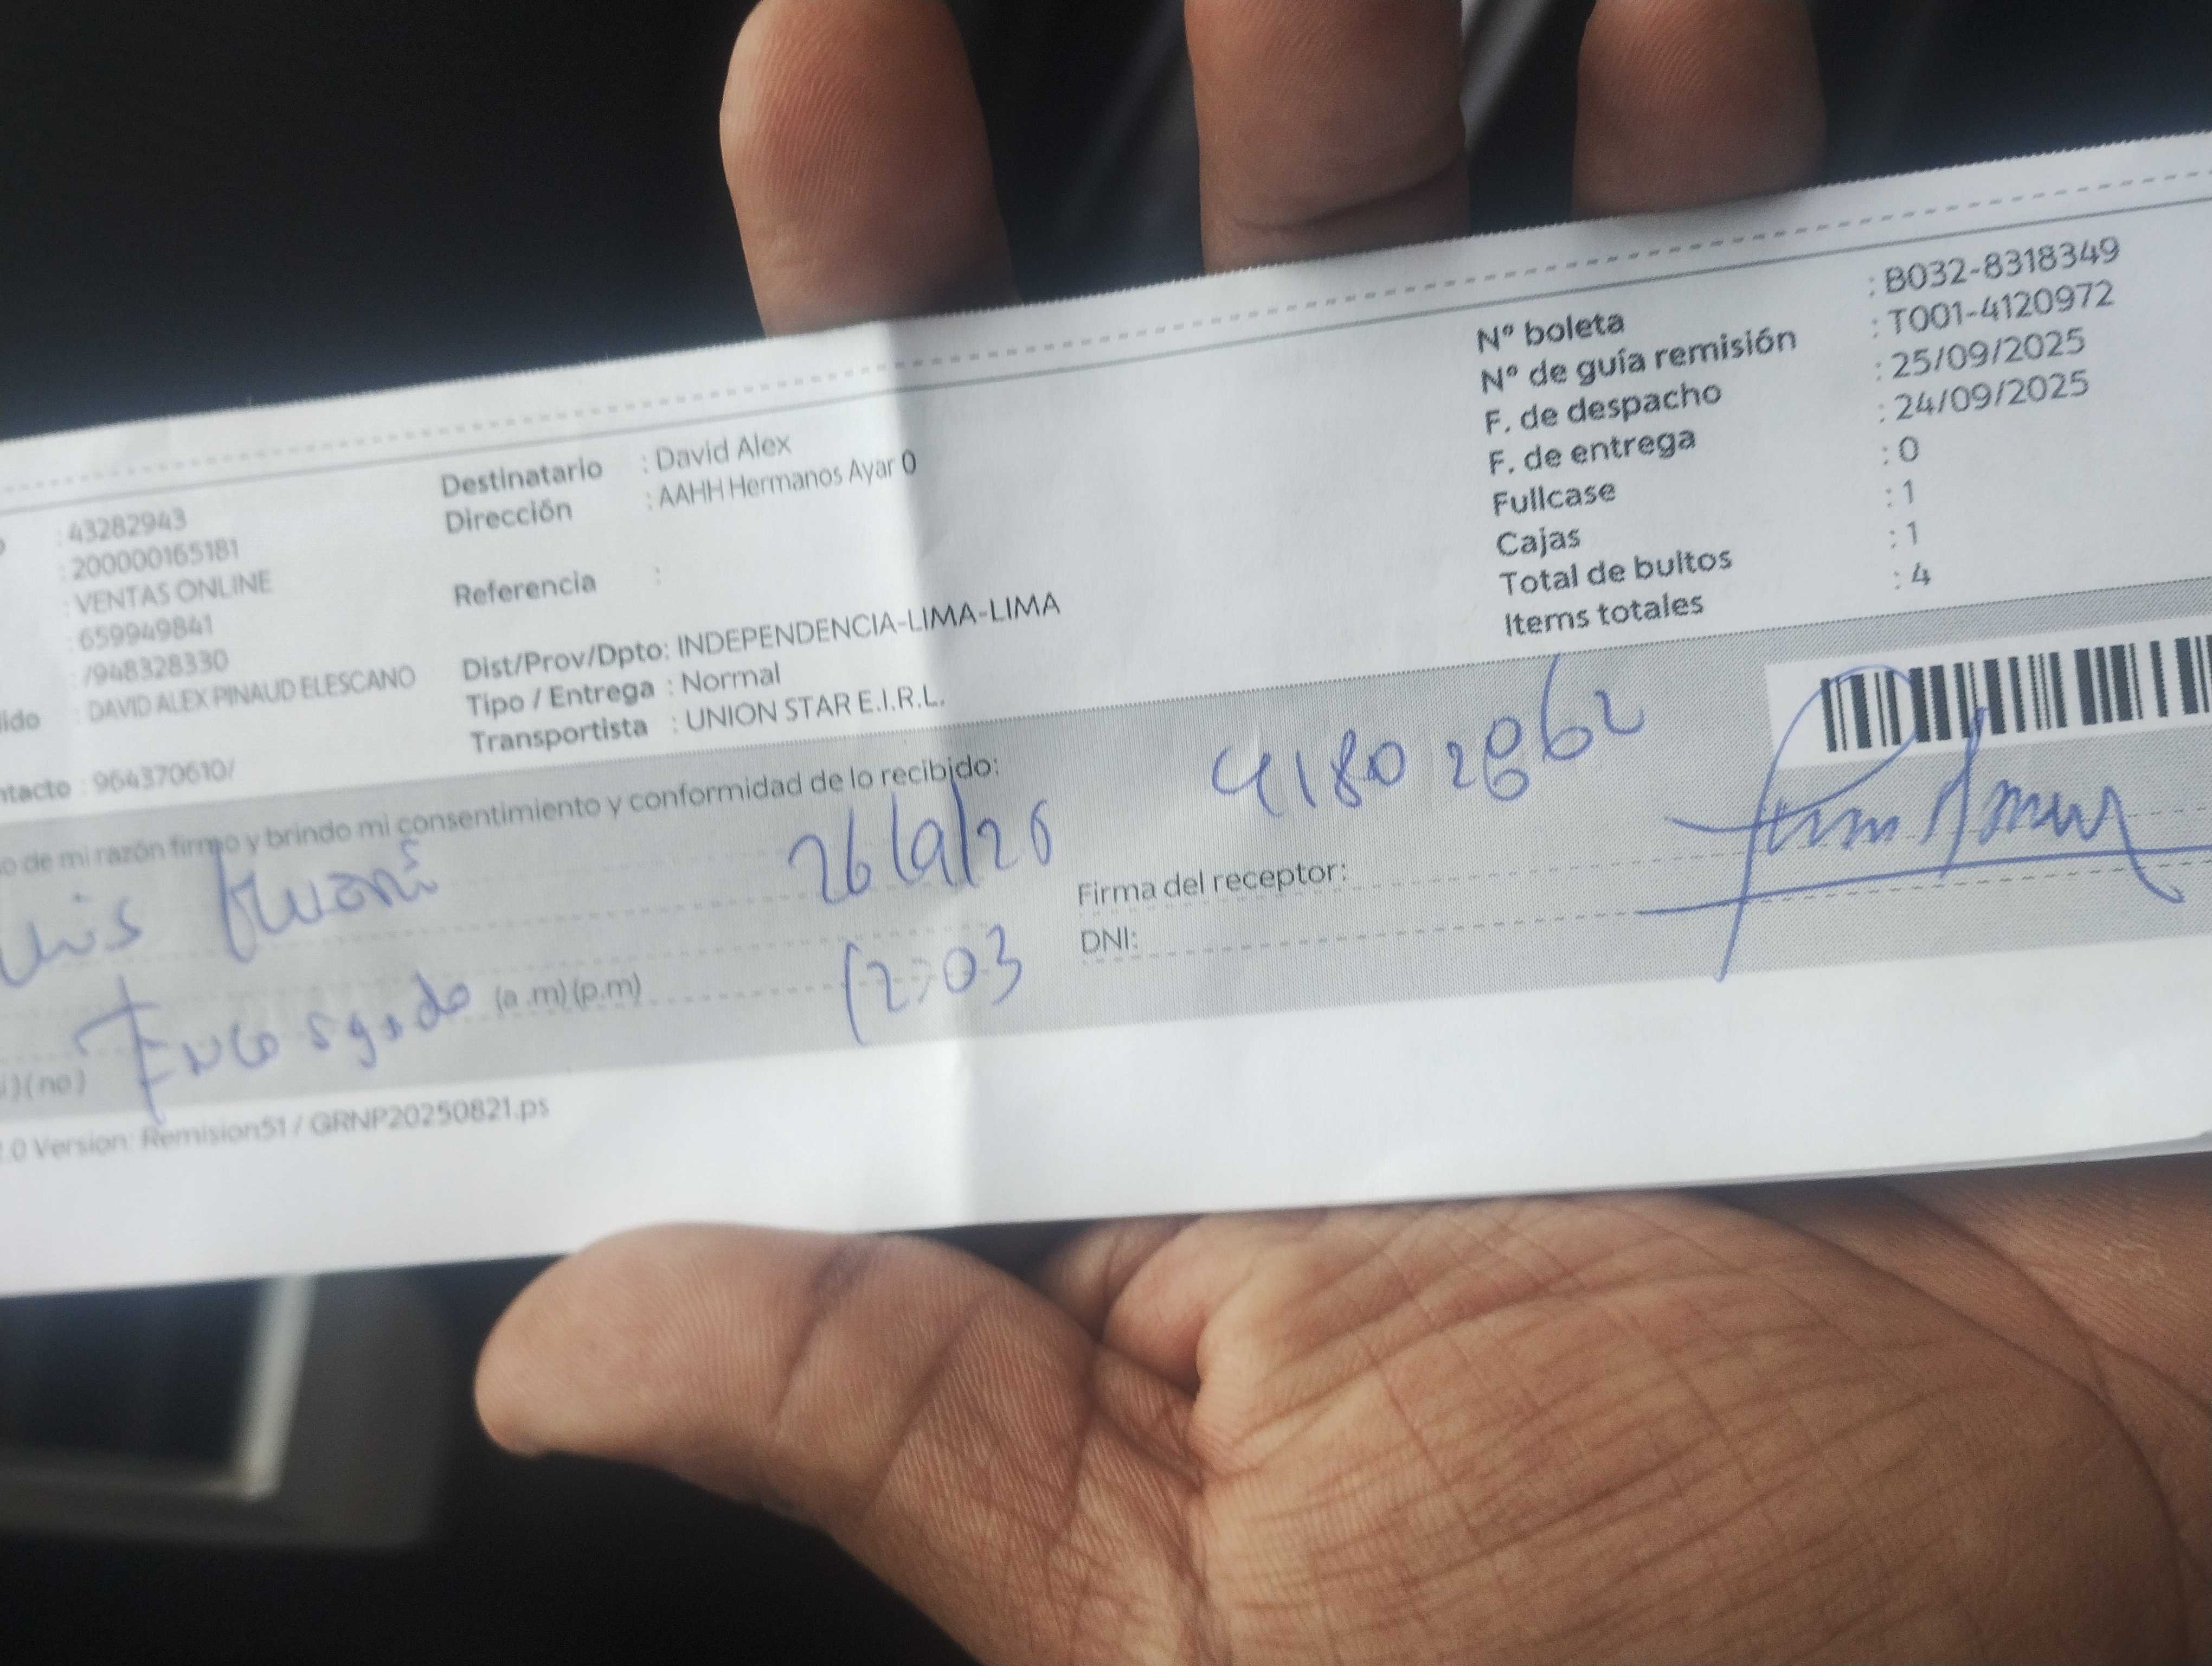 : 43282943
: 200000165181
: VENTAS ONLINE
: 659949841
: /948328330
: DAVID ALEX PINAUD ELESCANO
: 964370610/
Destinatario : David Alex
Dirección : AAHH Hermanos Ayar 0
Referencia :
Dist/Prov/Dpto: INDEPENDENCIA-LIMA-LIMA
Tipo / Entrega : Normal
Transportista : UNION STAR E.I.R.L.
N° boleta : B032-8318349
N° de guía remisión : T001-4120972
F. de despacho : 25/09/2025
F. de entrega : 24/09/2025
Fullcase : 0
Cajas : 1
Total de bultos : 1
Items totales : 4
de mi razón firmo y brindo mi consentimiento y conformidad de lo recibido:
26/9/26
Firma del receptor:
Encargado (a.m)(p.m) 12:03
DNI:
(no)
.0 Version: Remision51 / GRNP20250821.ps